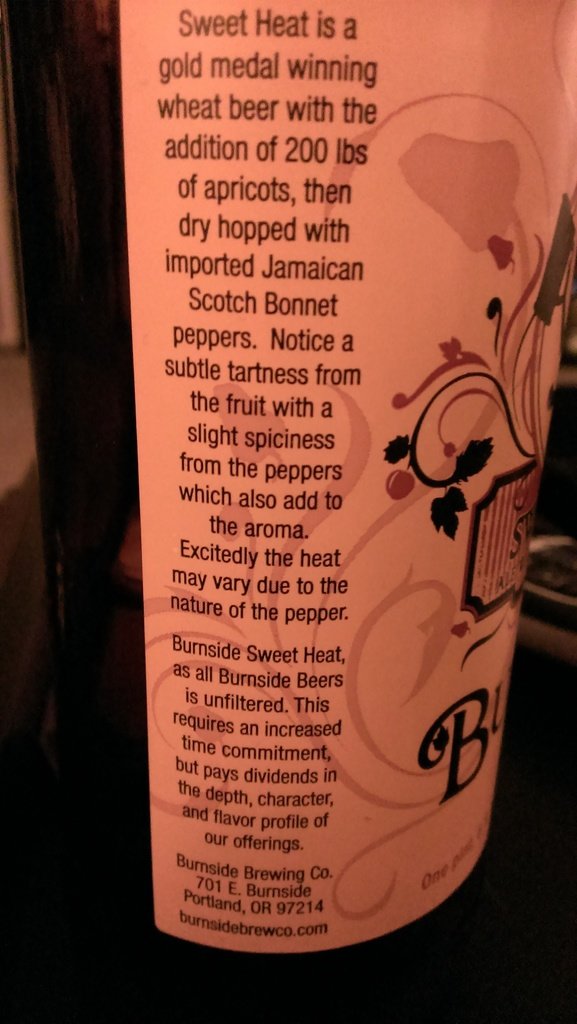 Sweet Heat is a
gold medal winning
wheat beer with the
addition of 200 lbs
of apricots, then
dry hopped with
imported Jamaican
Scotch Bonnet
peppers. Notice a
subtle tartness from
the fruit with a
slight spiciness
from the peppers
which also add to
the aroma.
Excitedly the heat
may vary due to the
nature of the pepper.
Burnside Sweet Heat,
as all Burnside Beers
is unfiltered. This
requires an increased
time commitment,
but pays dividends in
the depth, character,
and flavor profile of
our offerings.
Burnside Brewing Co.
701 E. Burnside
Portland, OR 97214
burnsidebrewco.com
One